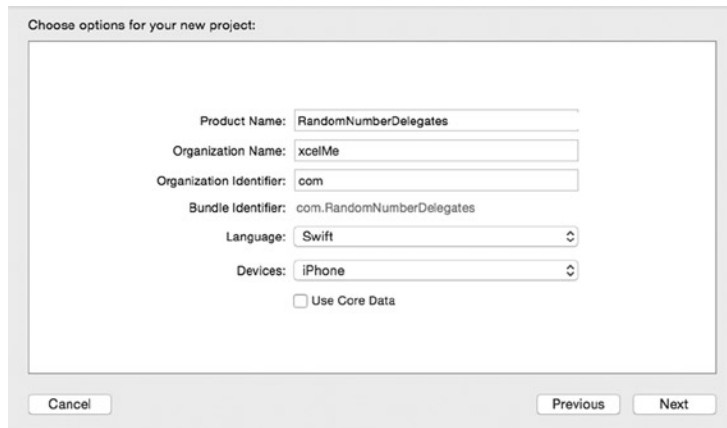 Choose options for your new project:
Product Name: RandomNumberDelegates
Organization Name: xcelMe
Organization Identifier: com
Bundle Identifier: com.RandomNumberDelegates
Language: Swift
Devices: iPhone
Use Core Data
Cancel Previous Next